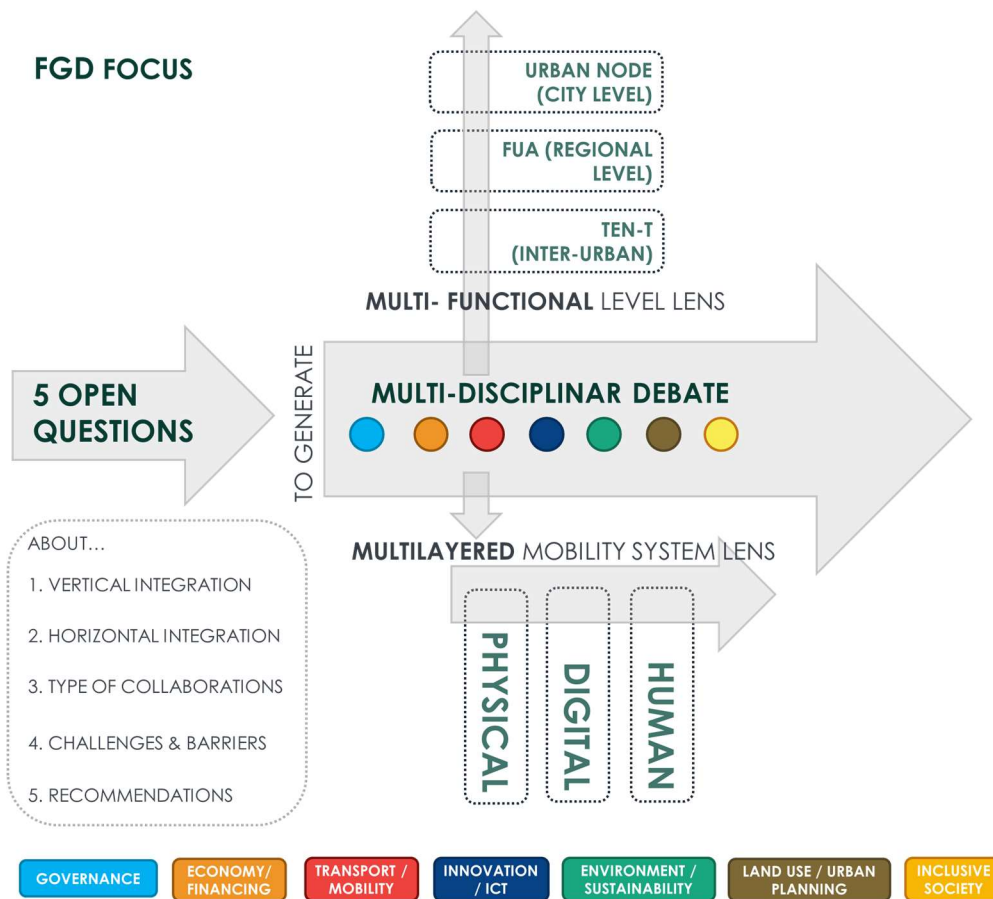 FGD FOCUS
URBAN NODE
(CITY LEVEL)
FUA (REGIONAL
LEVEL)
TEN-T
(INTER-URBAN)
MULTI- FUNCTIONAL LEVEL LENS
5 OPEN
QUESTIONS
TO GENERATE
MULTI-DISCIPLINAR DEBATE
ABOUT...
1. VERTICAL INTEGRATION
2. HORIZONTAL INTEGRATION
3. TYPE OF COLLABORATIONS
4. CHALLENGES & BARRIERS
5. RECOMMENDATIONS
MULTILAYERED MOBILITY SYSTEM LENS
PHYSICAL
DIGITAL
HUMAN
GOVERNANCE
ECONOMY/
FINANCING
TRANSPORT /
MOBILITY
INNOVATION
/ ICT
ENVIRONMENT /
SUSTAINABILITY
LAND USE / URBAN
PLANNING
INCLUSIVE
SOCIETY